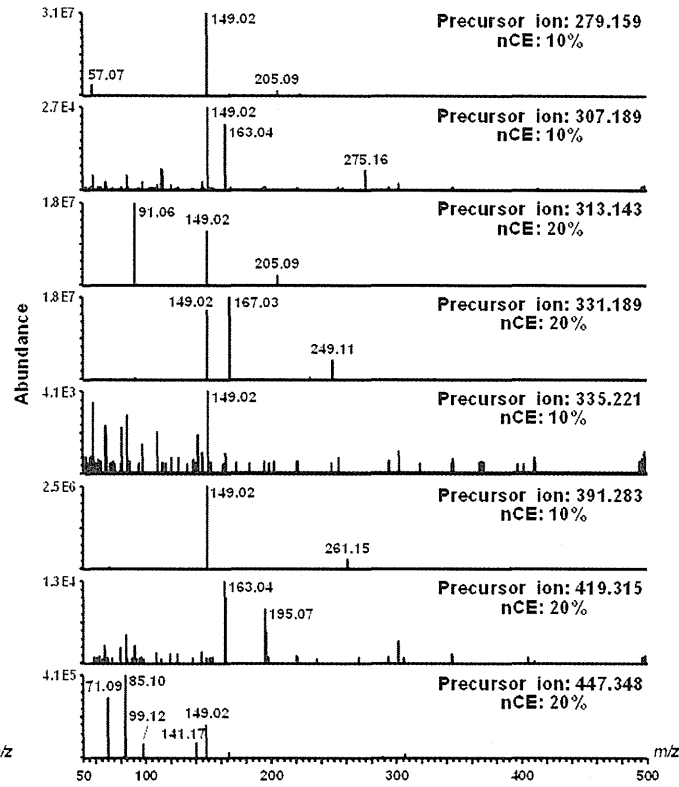 3.1E7
149.02
Precursor ion: 279.159
nCE: 10%
57.07
205.09
2.7E4
149.02
Precursor ion: 307.189
nCE: 10%
163.04
275.16
1.8E7
91.06
149.02
Precursor ion: 313.143
nCE: 20%
205.09
1.8E7
149.02
167.03
Precursor ion: 331.189
nCE: 20%
249.11
Abundance
4.1E3
149.02
Precursor ion: 335.221
nCE: 10%
2.5E6
149.02
Precursor ion: 391.283
nCE: 10%
261.15
1.3E4
163.04
Precursor ion: 419.315
nCE: 20%
195.07
4.1E5
71.09
85.10
Precursor ion: 447.348
nCE: 20%
99.12
149.02
141.17
/z
m/z
50 100 200 300 400 500